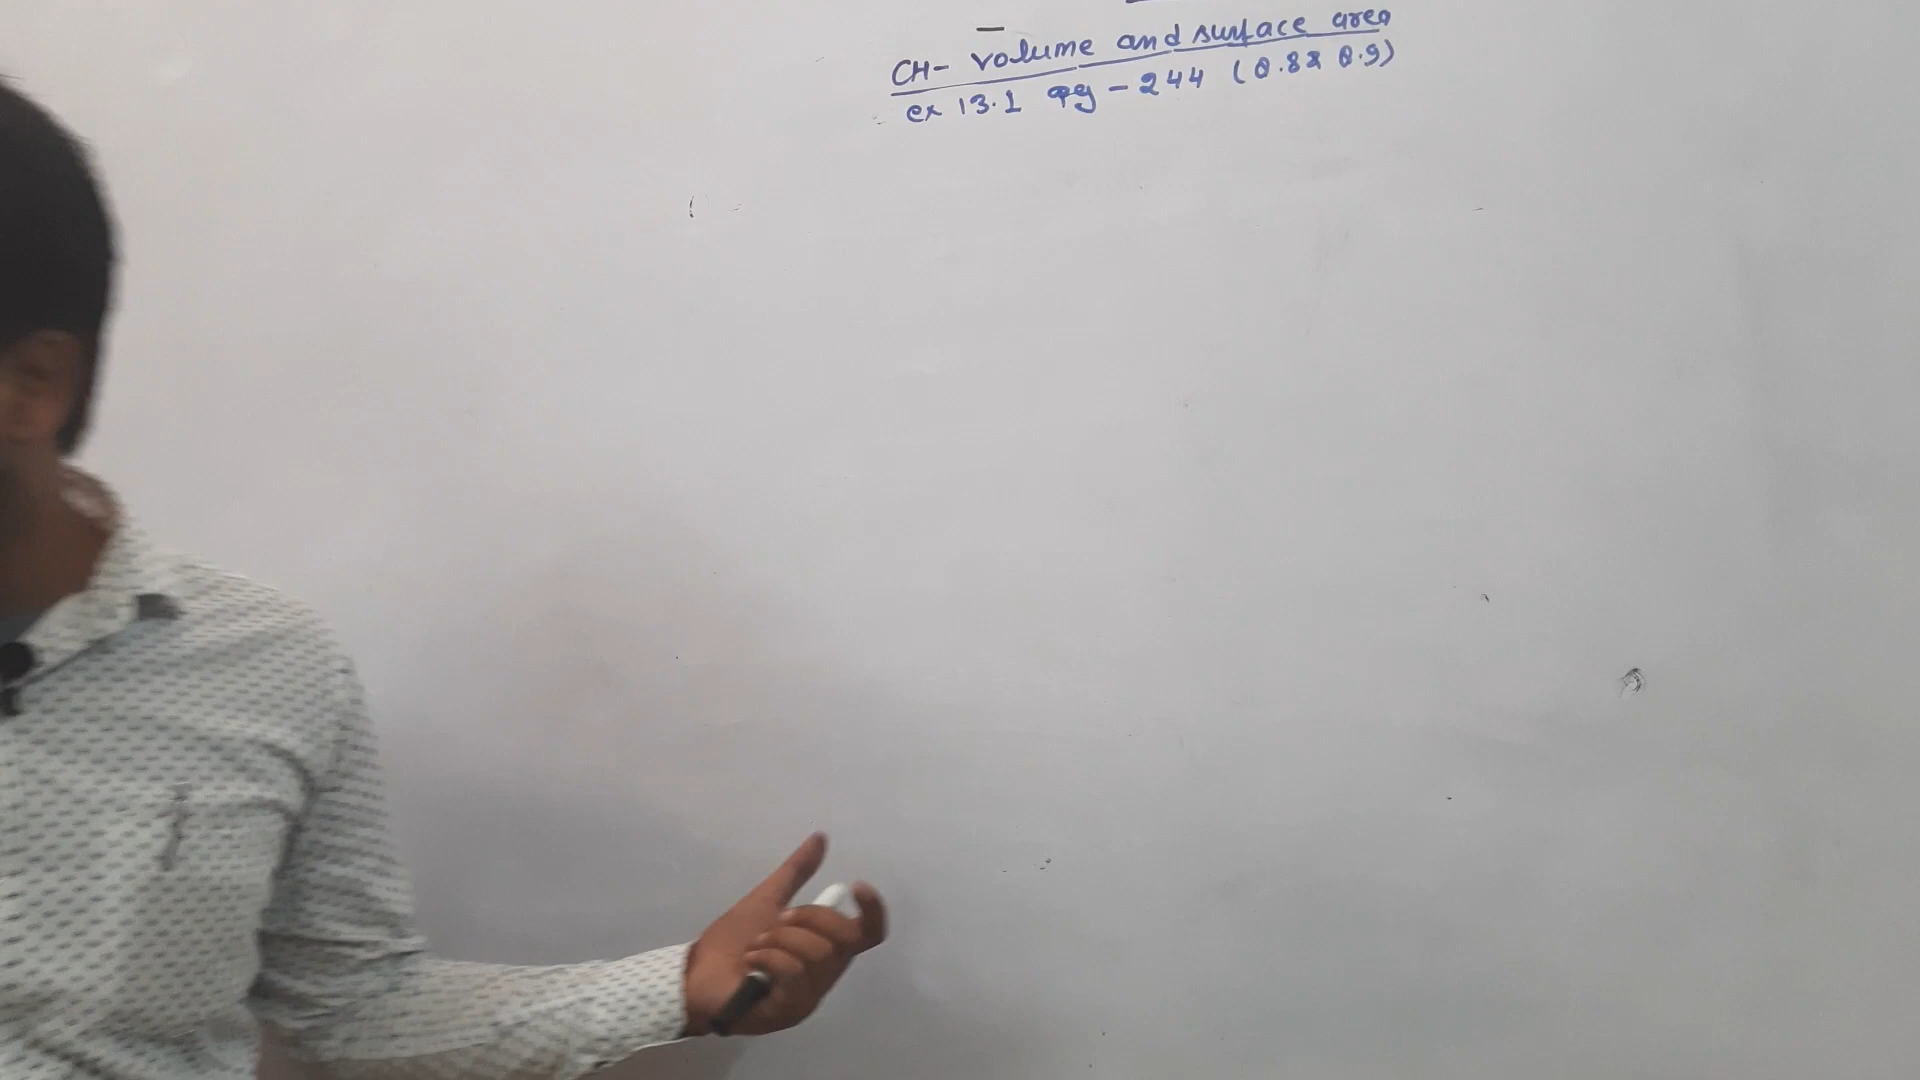 CH- volume and surface area
ex 13.1 pg - 244 (Q.8 & Q.9)